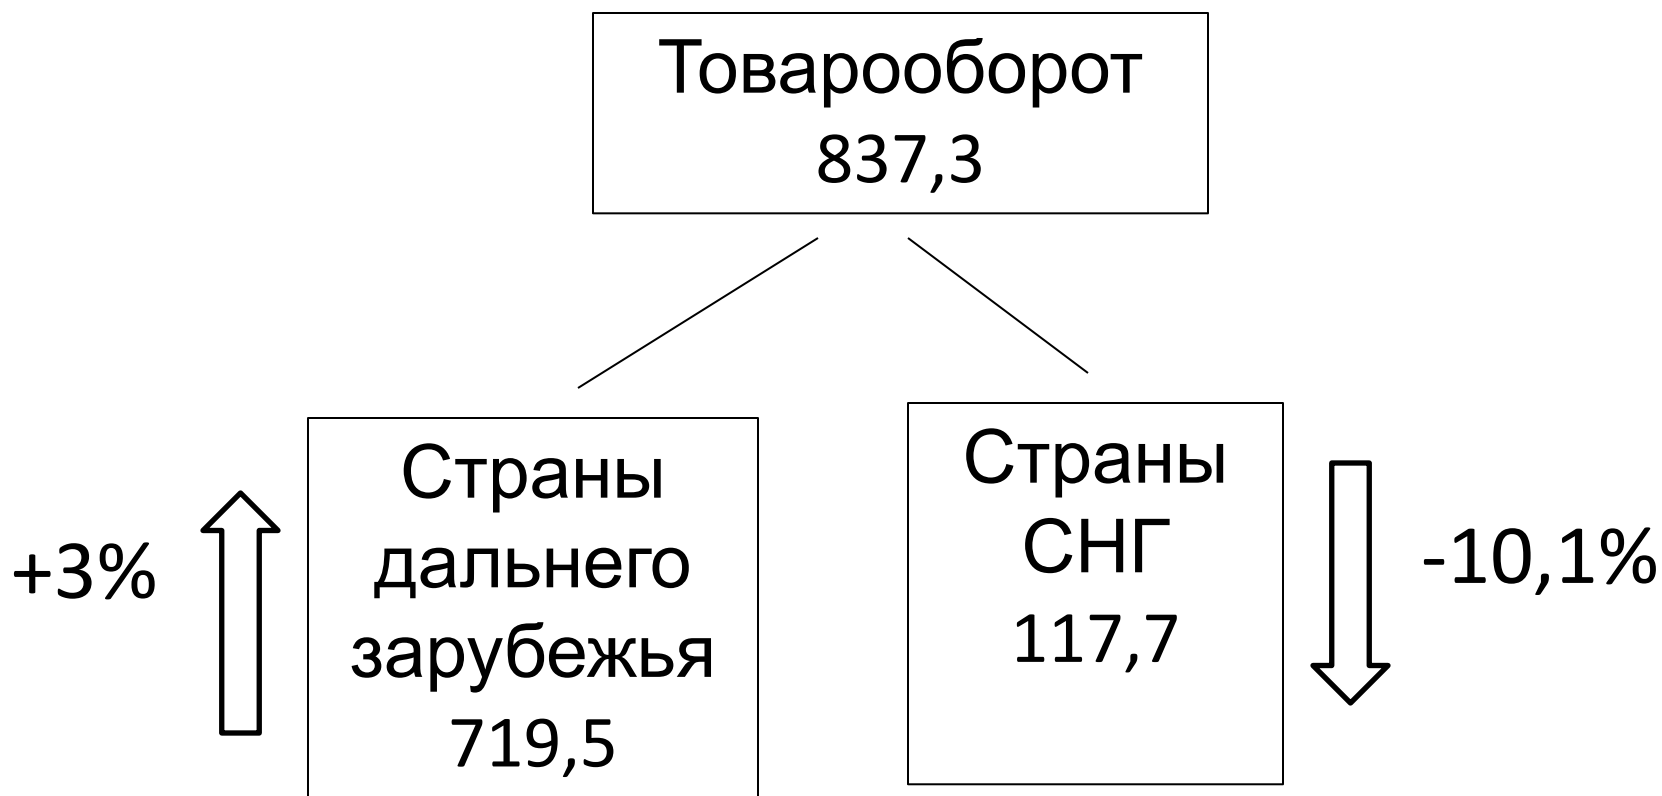 Товарооборот
837,3
+3%
Страны
дальнего
зарубежья
719,5
Страны
СНГ
117,7
-10,1%